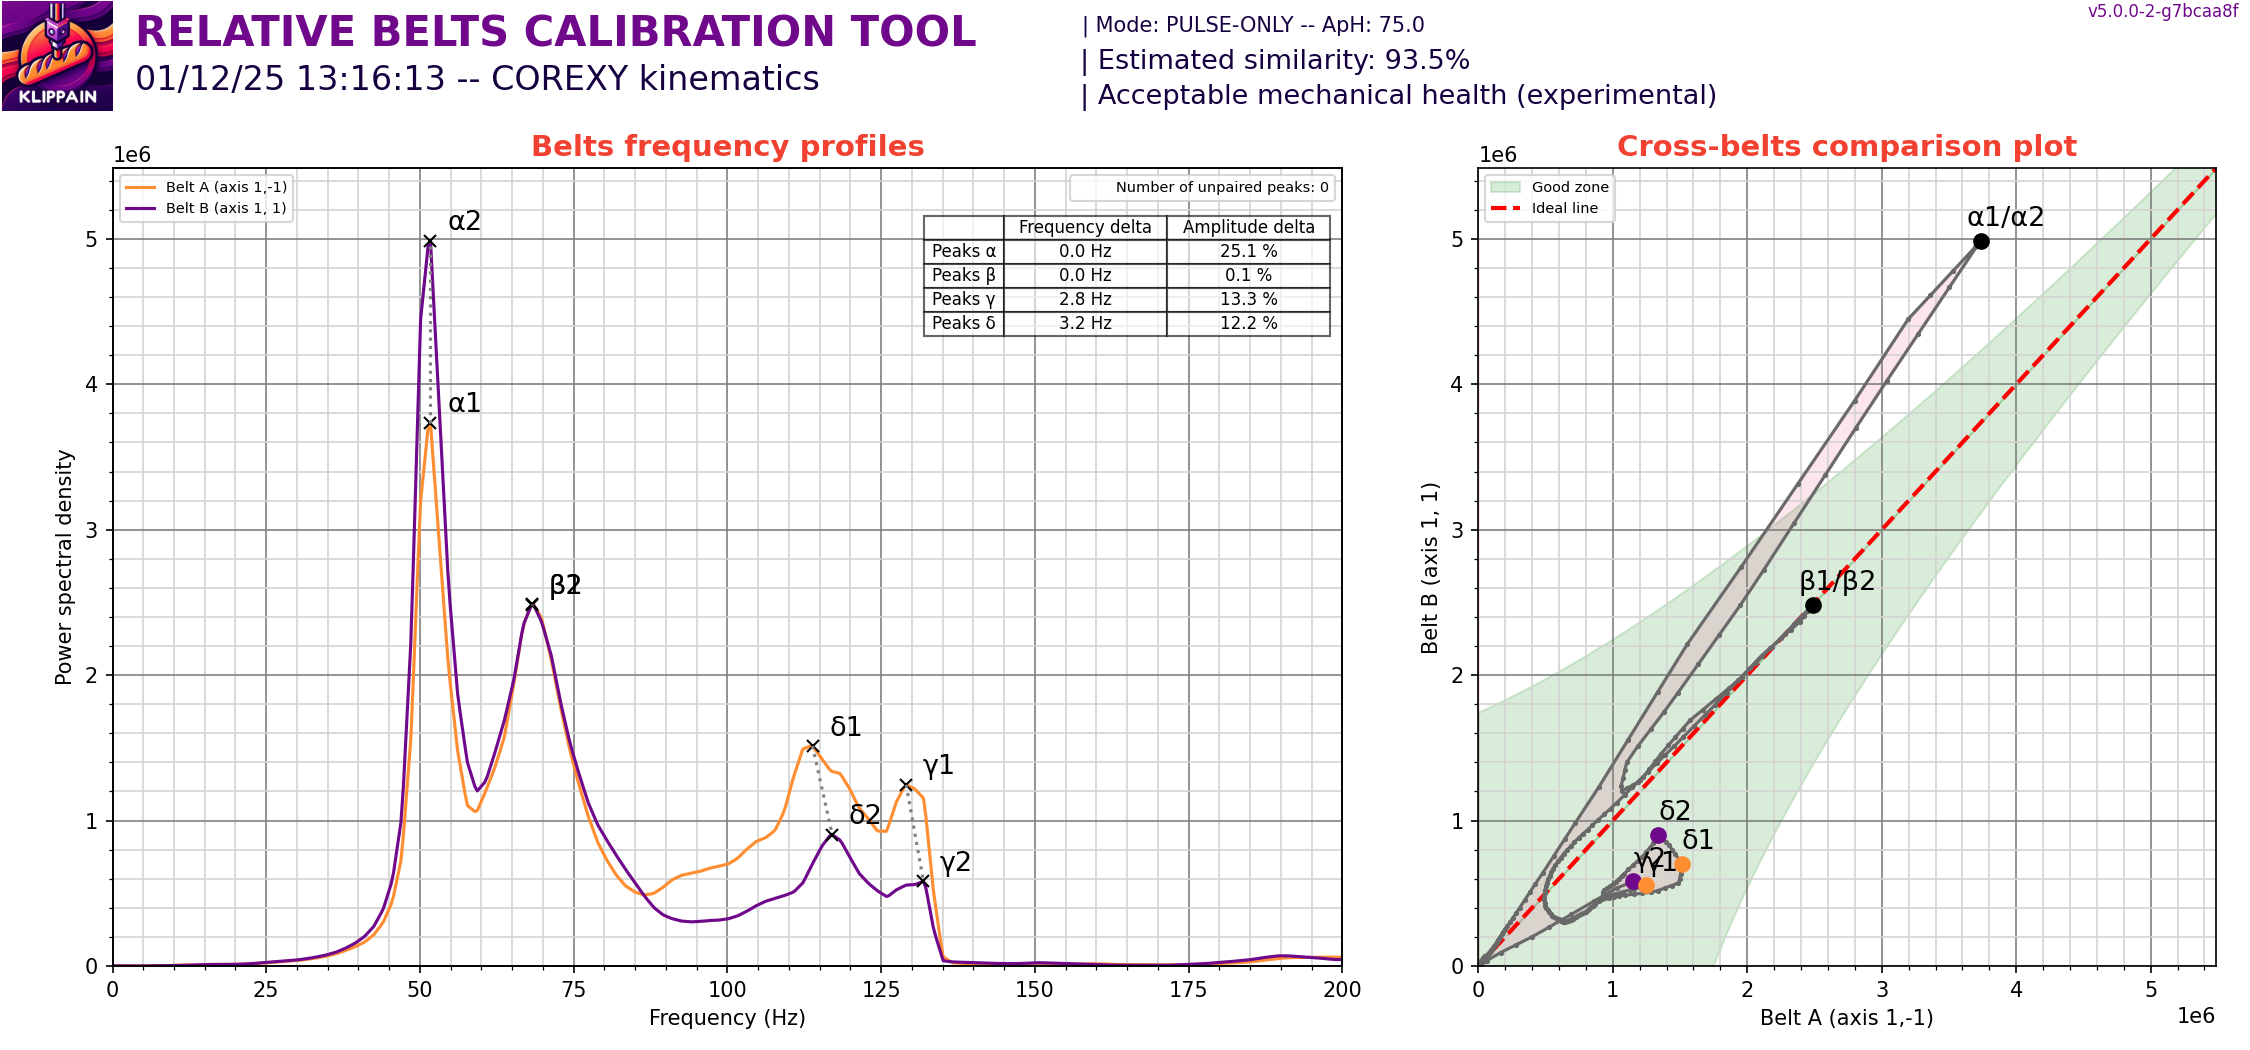 KLIPPAIN
RELATIVE BELTS CALIBRATION TOOL
01/12/25 13:16:13 -- COREXY kinematics
| Mode: PULSE-ONLY -- ApH: 75.0
| Estimated similarity: 93.5%
| Acceptable mechanical health (experimental)
v5.0.0-2-g7bcaa8f
Belts frequency profiles
1e6
Belt A (axis 1,-1)
Belt B (axis 1, 1)
Number of unpaired peaks: 0
Frequency delta Amplitude delta
Peaks α 0.0 Hz 25.1 %
Peaks β 0.0 Hz 0.1 %
Peaks γ 2.8 Hz 13.3 %
Peaks δ 3.2 Hz 12.2 %
α2
α1
β2
δ1
γ1
δ2
γ2
5
4
3
2
1
0
Power spectral density
0 25 50 75 100 125 150 175 200
Frequency (Hz)
Cross-belts comparison plot
1e6
Good zone
Ideal line
α1/α2
β1/β2
δ2
δ1
γ2
γ1
5
4
3
2
1
0
Belt B (axis 1, 1)
0 1 2 3 4 5
Belt A (axis 1,-1)
1e6